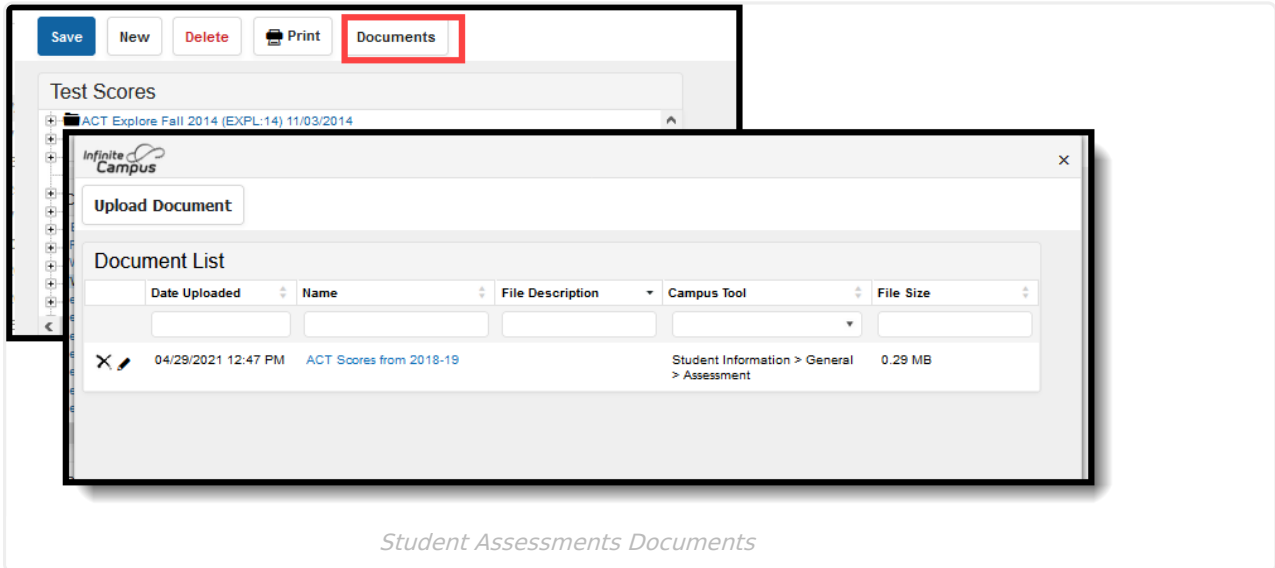 Save New Delete Print Documents
Test Scores
ACT Explore Fall 2014 (EXPL:14) 11/03/2014
Infinite
Campus
×
Upload Document
Document List
Date Uploaded Name File Description Campus Tool File Size
04/29/2021 12:47 PM ACT Scores from 2018-19 Student Information > General 0.29 MB
> Assessment
Student Assessments Documents